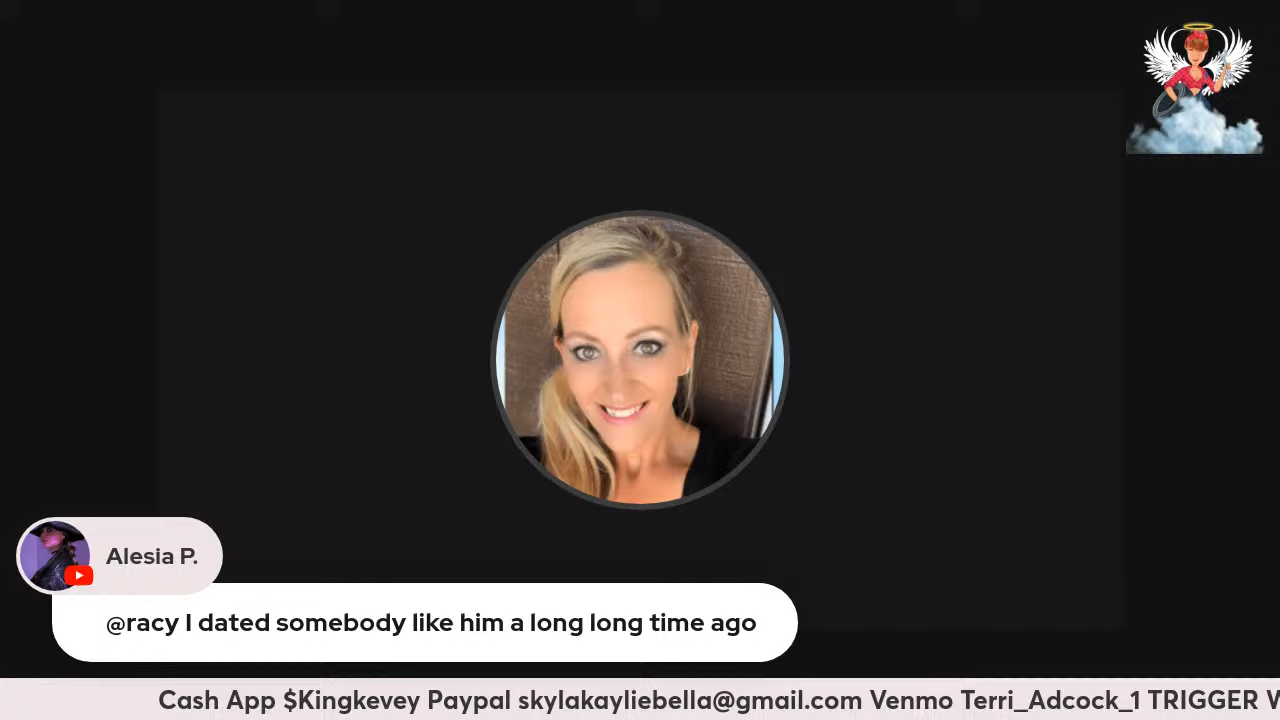 Alesia P.
@racy I dated somebody like him a long long time ago
Cash App $Kingkevey Paypal skylakayliebella@gmail.com Venmo Terri_Adcock_1 TRIGGER